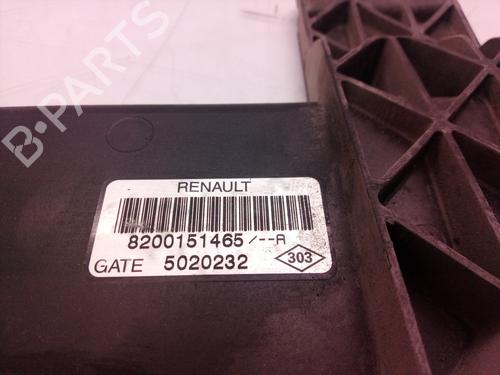 B-PARTS
RENAULT
8200151465/--A
GATE 5020232 303